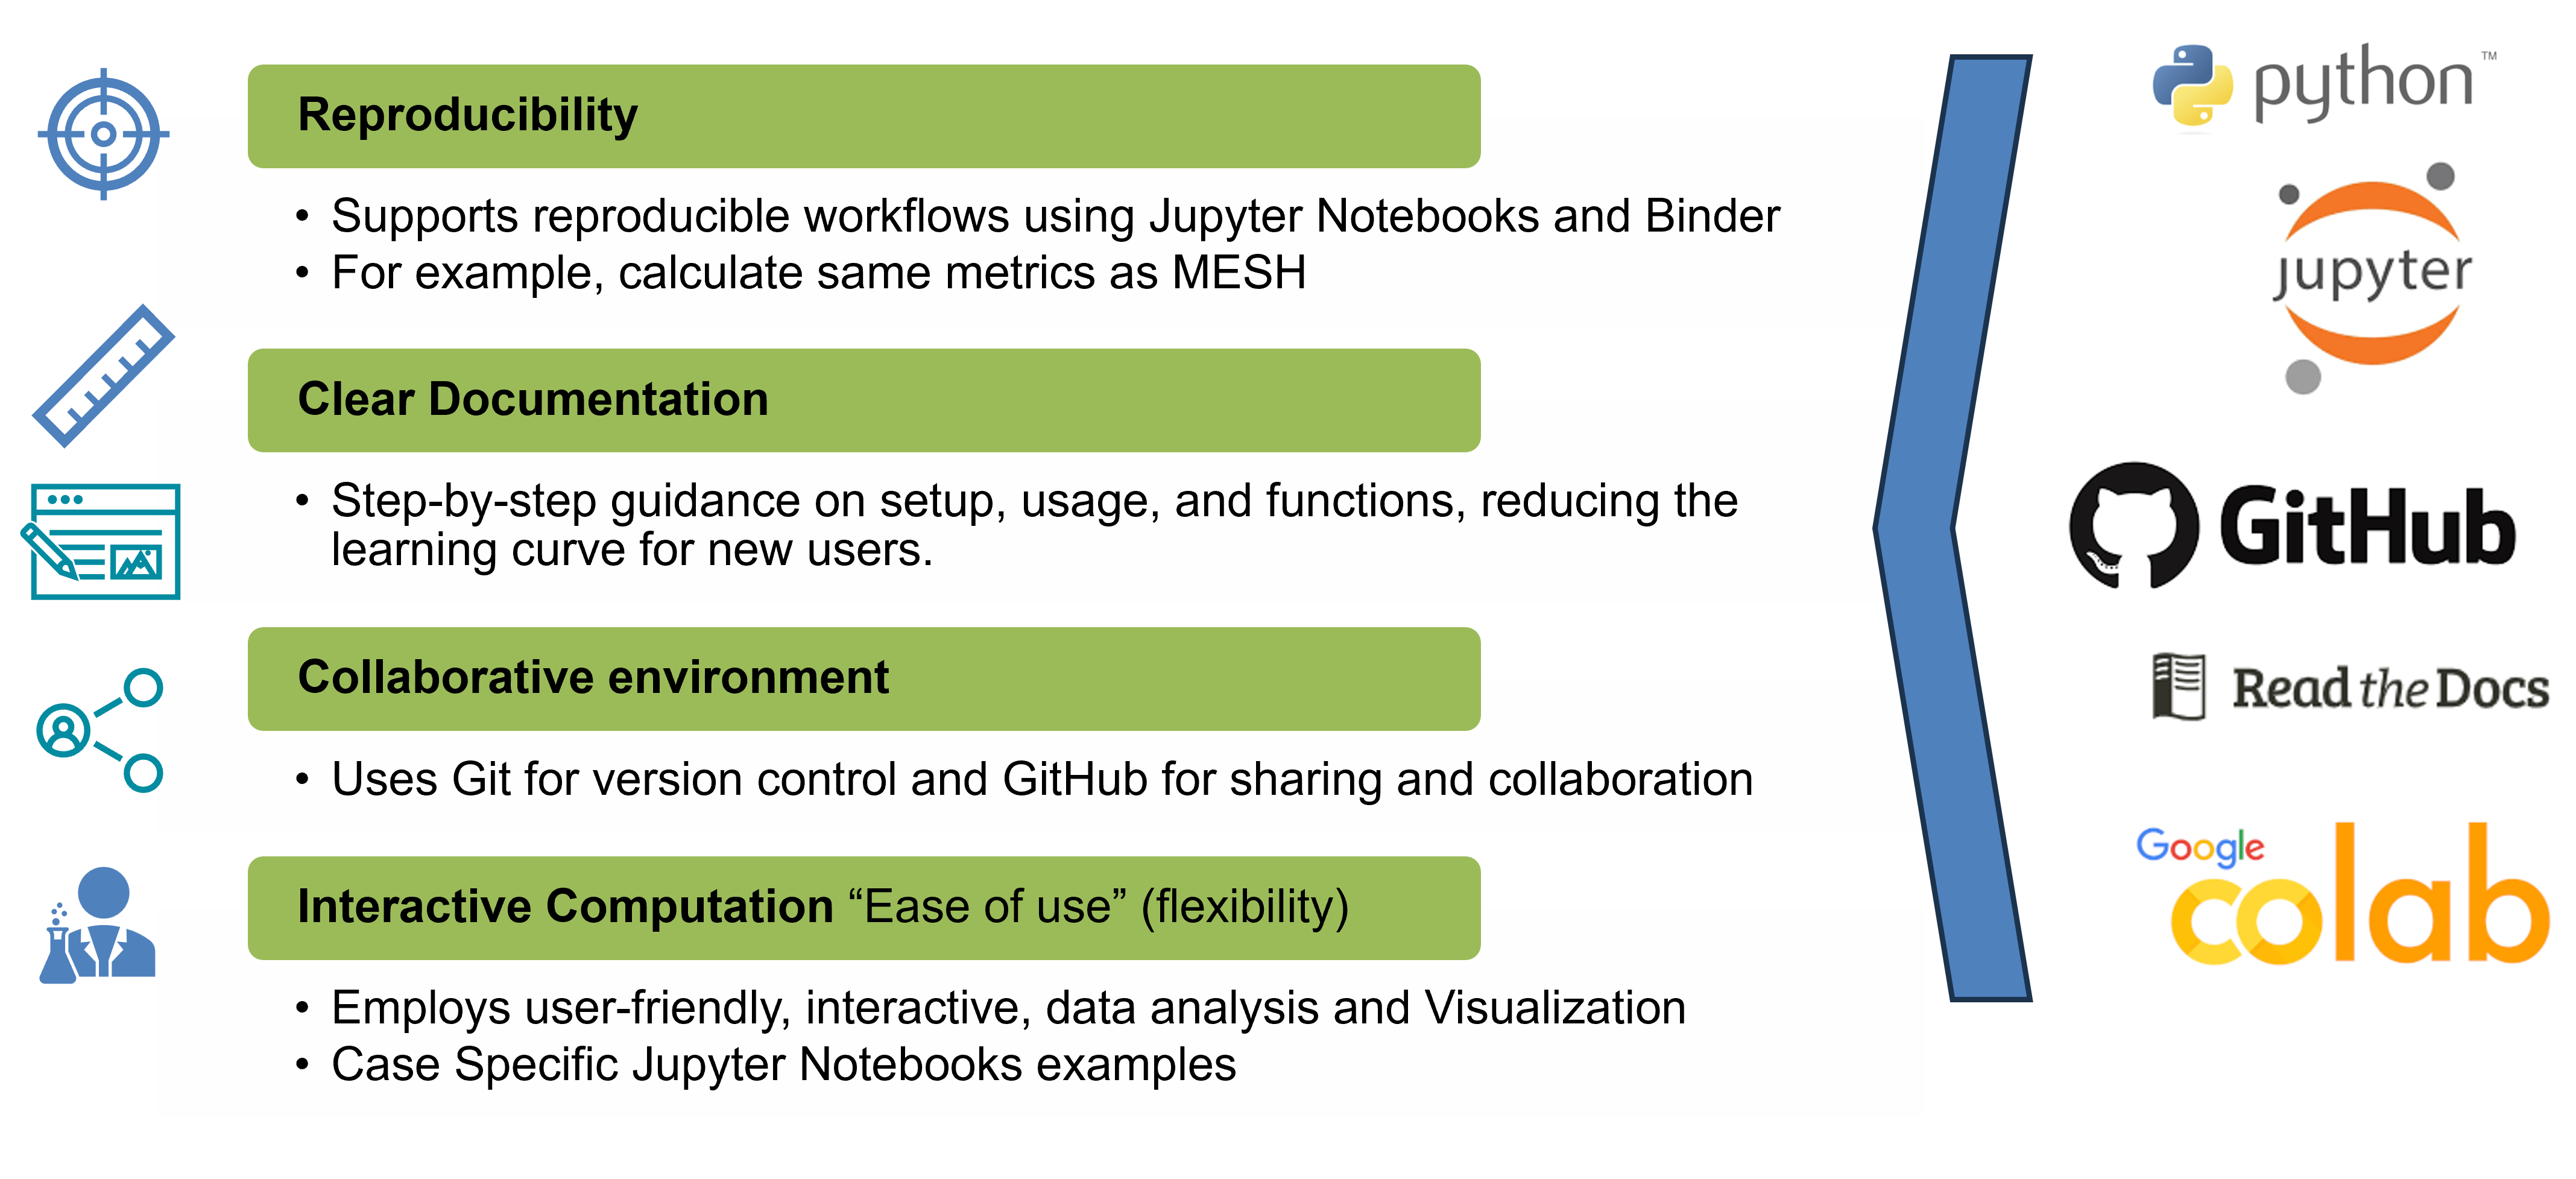 Reproducibility
• Supports reproducible workflows using Jupyter Notebooks and Binder
• For example, calculate same metrics as MESH
Clear Documentation
• Step-by-step guidance on setup, usage, and functions, reducing the
learning curve for new users.
Collaborative environment
• Uses Git for version control and GitHub for sharing and collaboration
Interactive Computation “Ease of use” (flexibility)
• Employs user-friendly, interactive, data analysis and Visualization
• Case Specific Jupyter Notebooks examples
python™
jupyter
GitHub
Read the Docs
Google
colab